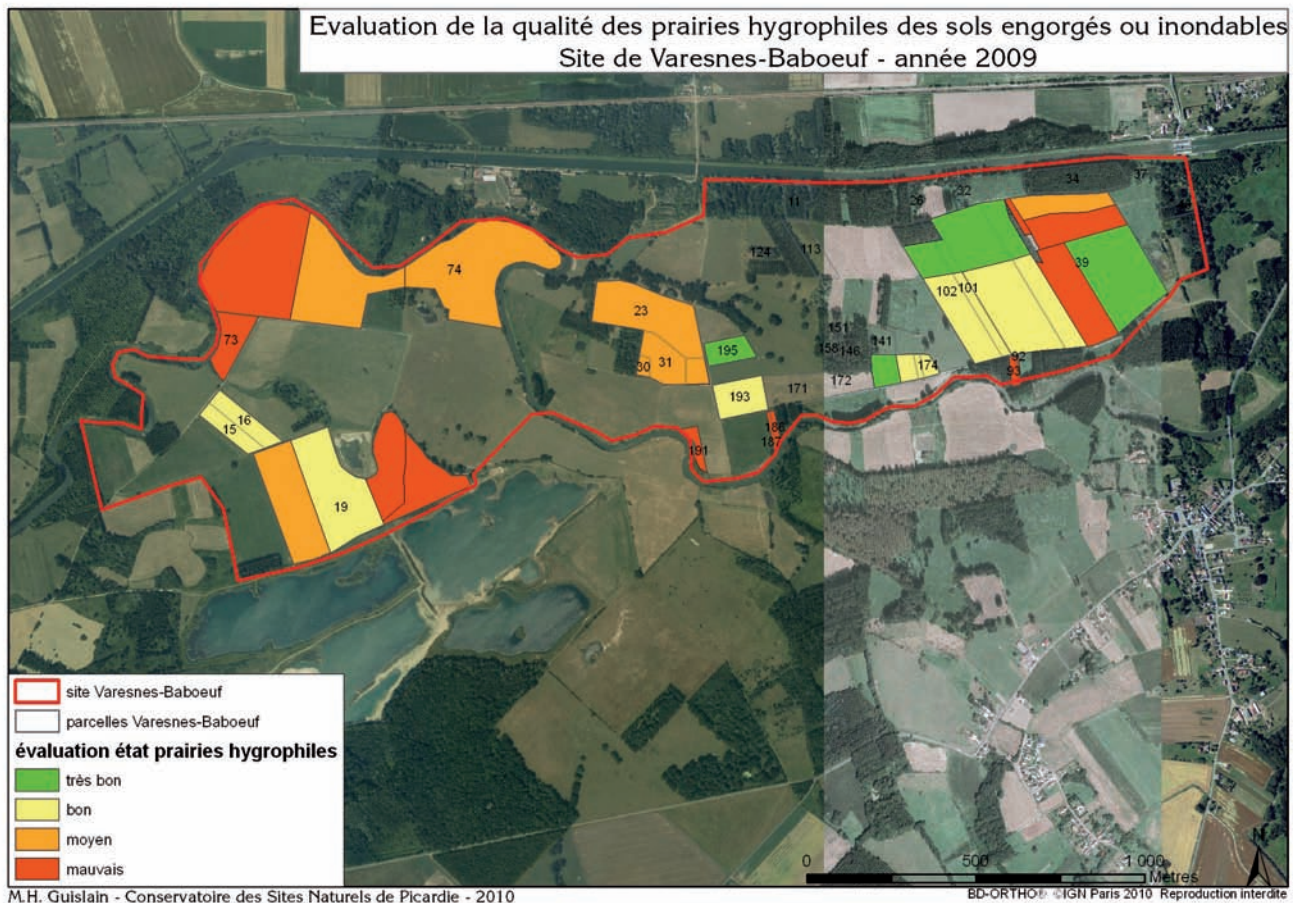 Evaluation de la qualité des prairies hygrophiles des sols engorgés ou inondables
Site de Varesnes-Baboeuf - année 2009
37
34
32
26
11
124
113
39
74
102 101
23
73
151
158 146
141
195
30
31
92
93
174
172
171
193
16
15
186
187
191
19
site Varesnes-Baboeuf
parcelles Varesnes-Baboeuf
évaluation état prairies hygrophiles
très bon
bon
moyen
mauvais
0 500 1 000
Mètres
N
M.H. Guislain - Conservatoire des Sites Naturels de Picardie - 2010
BD-ORTHO® ©IGN Paris 2010 Reproduction interdite